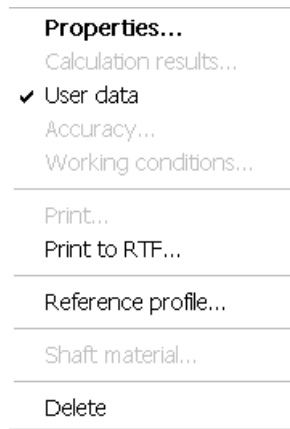 Properties...
Calculation results...
User data
Accuracy...
Working conditions...
Print...
Print to RTF...
Reference profile...
Shaft material...
Delete